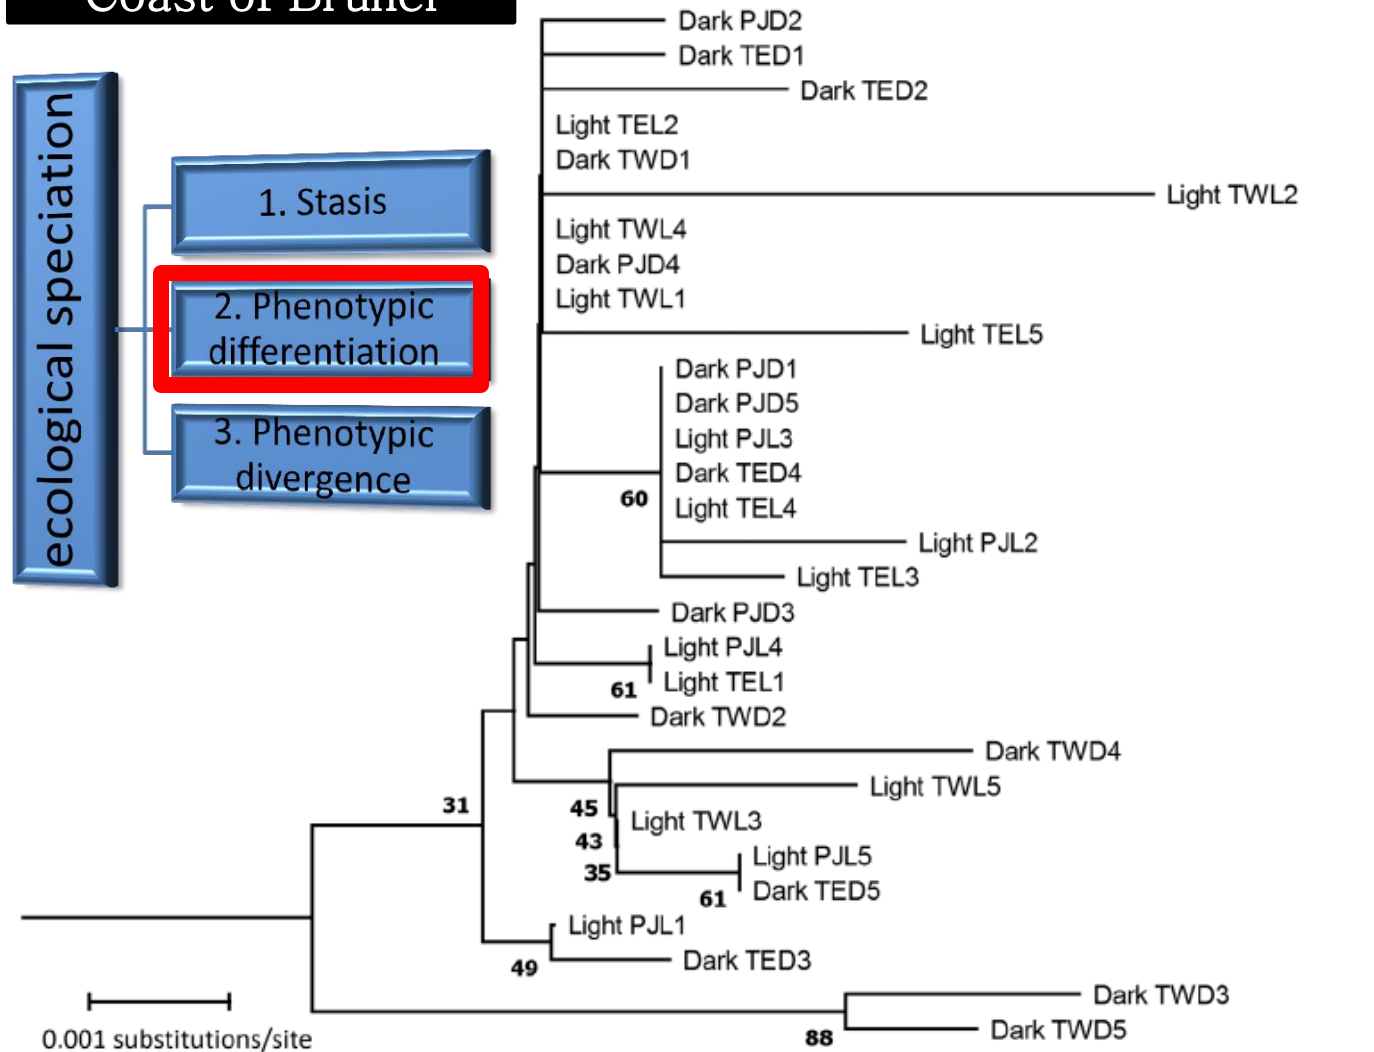 Coast of Brunei
ecological speciation
1. Stasis
2. Phenotypic
differentiation
3. Phenotypic
divergence
Dark PJD2
Dark TED1
Dark TED2
Light TEL2
Dark TWD1
Light TWL2
Light TWL4
Dark PJD4
Light TWL1
Light TEL5
Dark PJD1
Dark PJD5
Light PJL3
Dark TED4
60
Light TEL4
Light PJL2
Light TEL3
Dark PJD3
Light PJL4
61
Light TEL1
Dark TWD2
Dark TWD4
Light TWL5
31
45
Light TWL3
43
Light PJL5
35
61
Dark TED5
Light PJL1
49
Dark TED3
Dark TWD3
88
Dark TWD5
0.001 substitutions/site